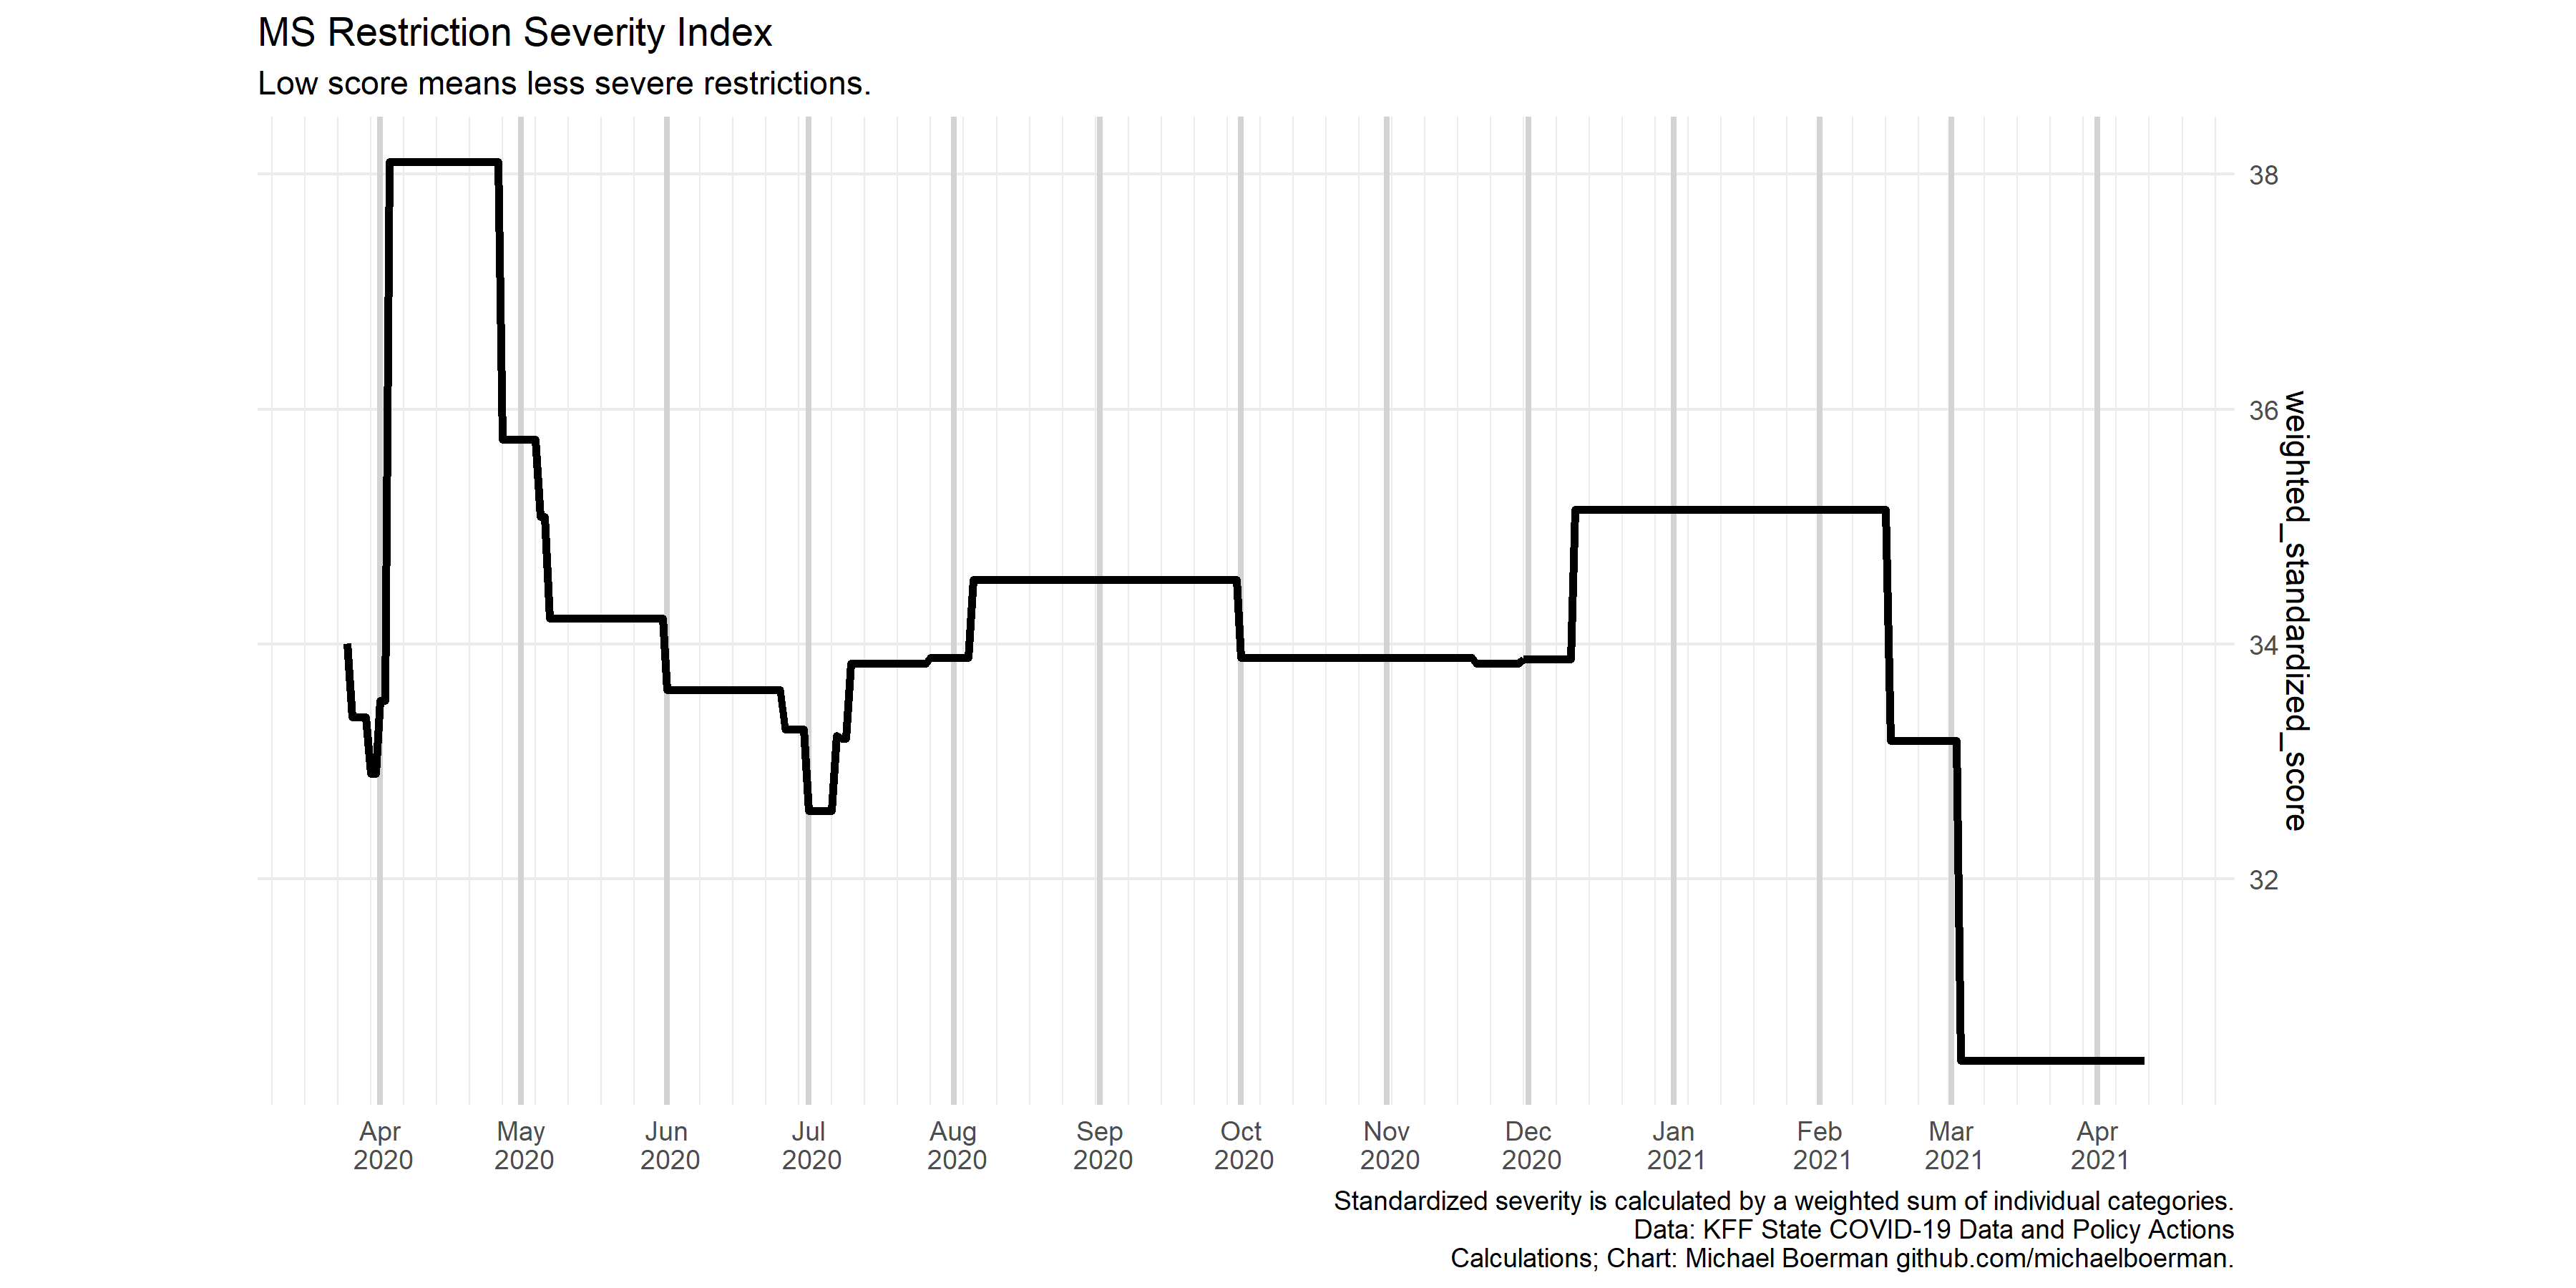 MS Restriction Severity Index
Low score means less severe restrictions.
38
36
34
32
weighted_standardized_score
Apr
2020
May
2020
Jun
2020
Jul
2020
Aug
2020
Sep
2020
Oct
2020
Nov
2020
Dec
2020
Jan
2021
Feb
2021
Mar
2021
Apr
2021
Standardized severity is calculated by a weighted sum of individual categories.
Data: KFF State COVID-19 Data and Policy Actions
Calculations; Chart: Michael Boerman github.com/michaelboerman.